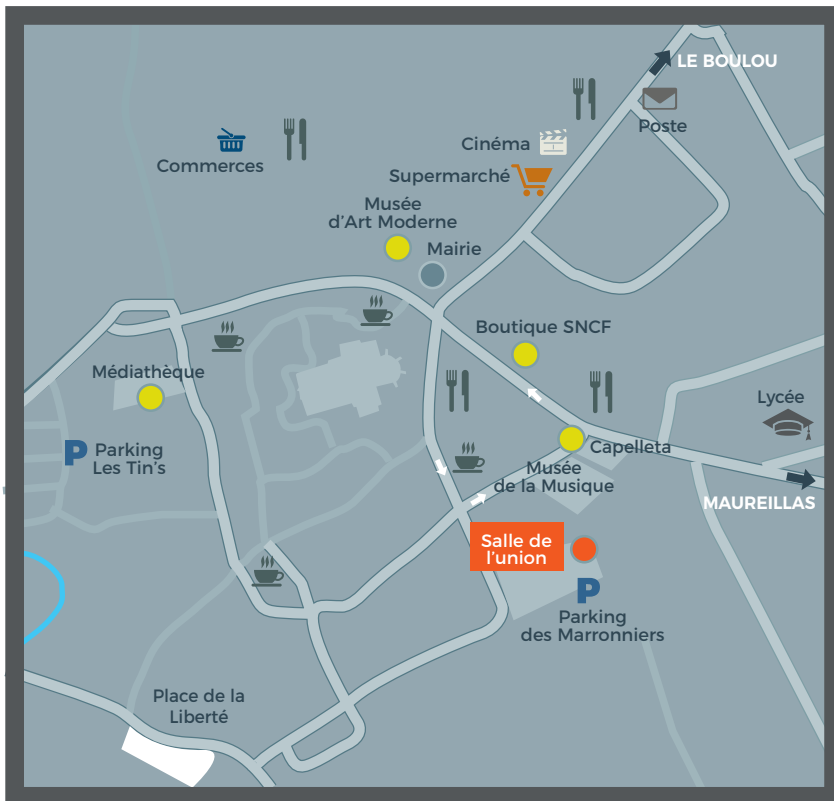 LE BOULOU
Poste
Cinéma
Commerces
Supermarché
Musée
d'Art Moderne
Mairie
Boutique SNCF
Médiathèque
Lycée
P Parking
Les Tin's
Capelleta
Musée
de la Musique
MAUREILLAS
Salle de
l'union
P
Parking
des Marronniers
Place de la
Liberté